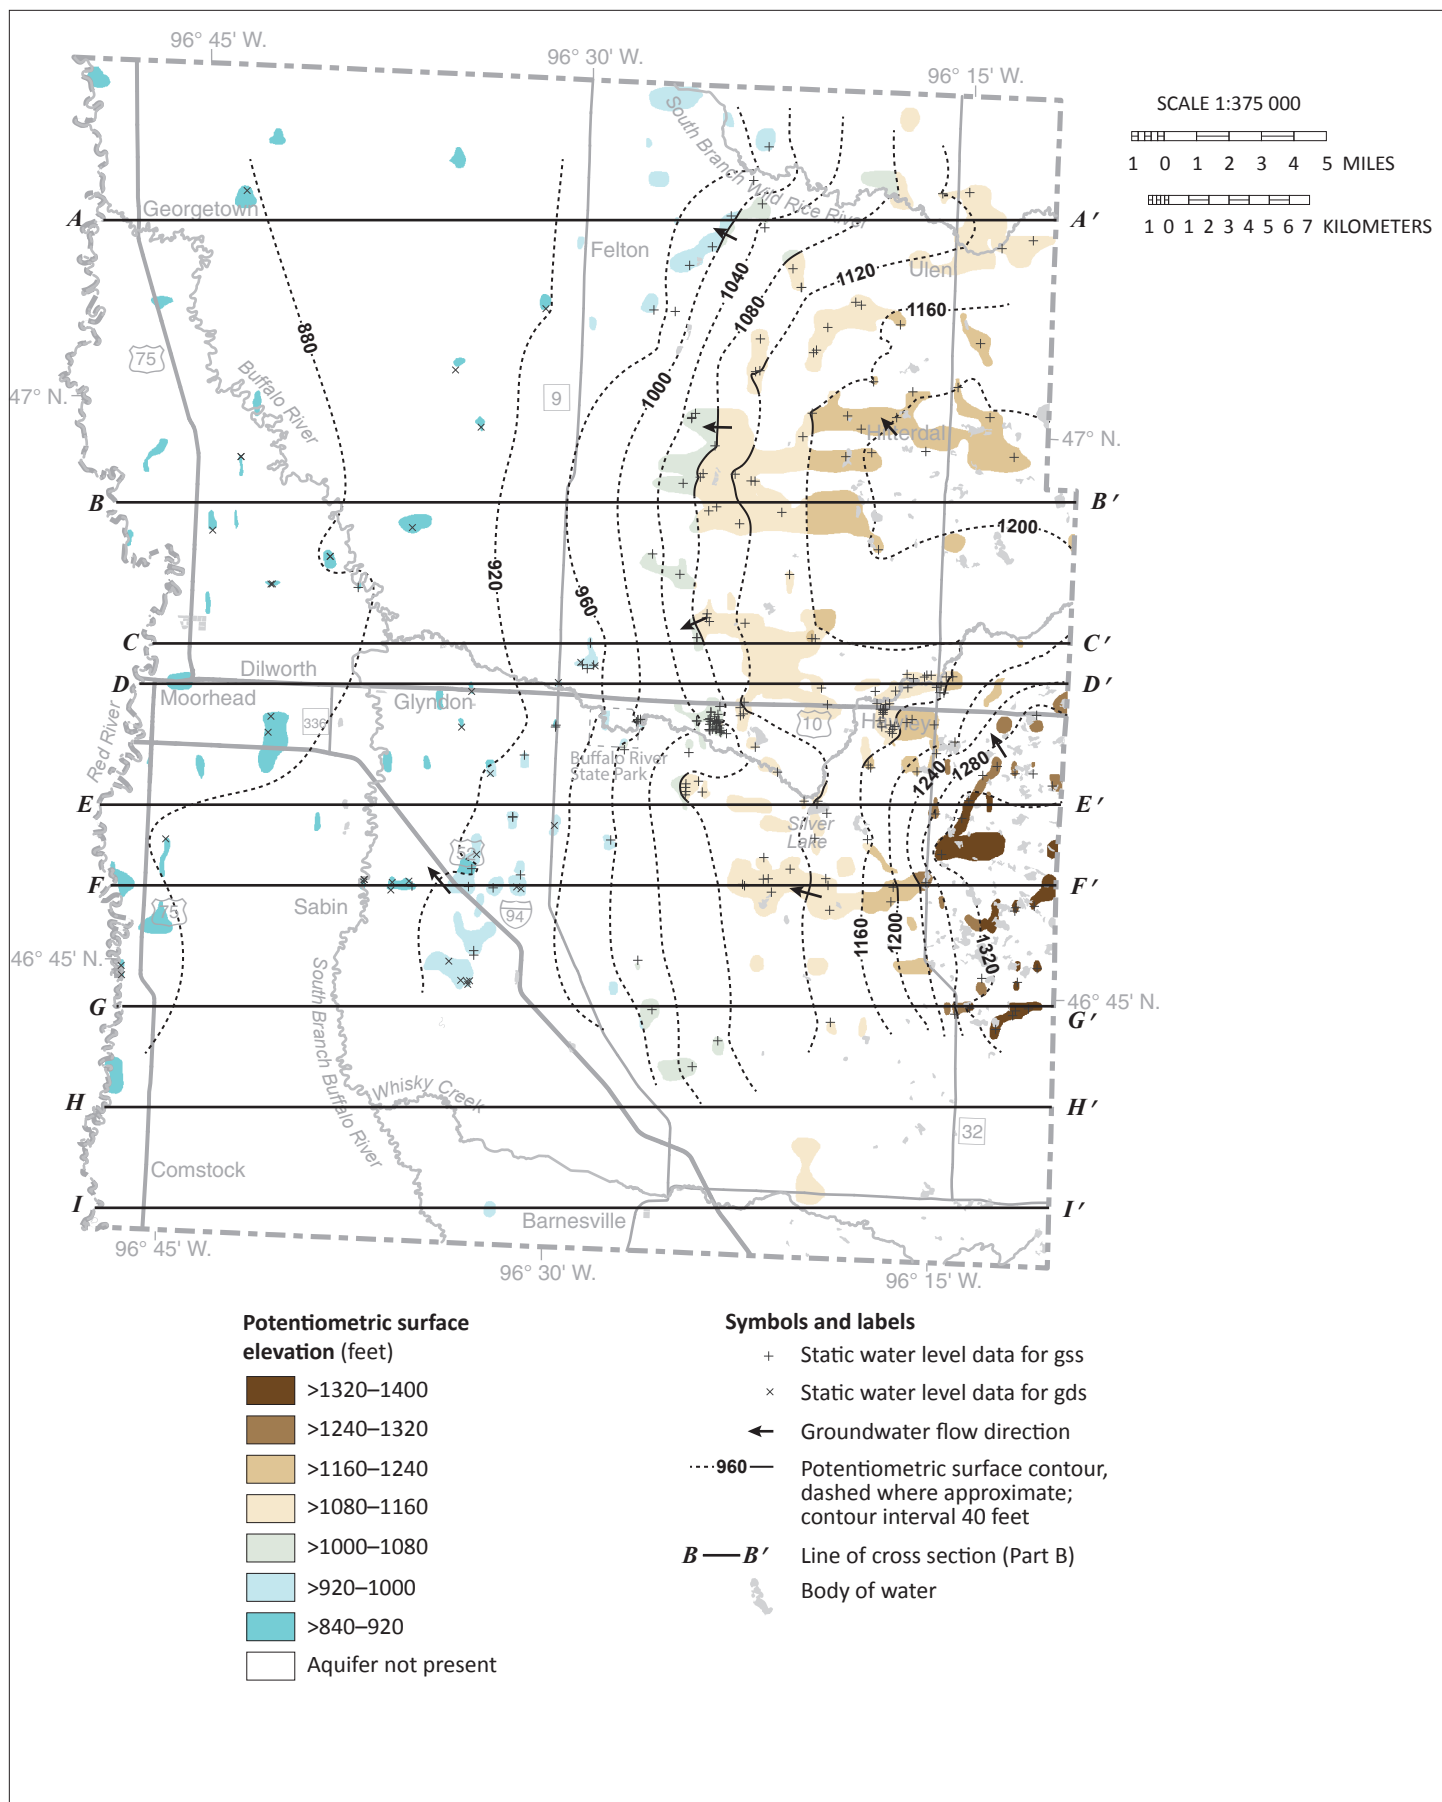 96° 45' W.
96° 30' W.
96° 15' W.
SCALE 1:375 000
1 0 1 2 3 4 5 MILES
1 0 1 2 3 4 5 6 7 KILOMETERS
South Branch Wild Rice River
A
Georgetown
Felton
Ulen
A′
1040
1080
1120
1160
880
75
Buffalo River
1000
9
47° N.
Hitterdal
47° N.
B
B′
1200
920
960
C
C′
Dilworth
D
Moorhead
Glyndon
D′
336
10
Hawley
Red River
Buffalo River
State Park
1240
1280
E
E′
Silver
Lake
52
F
F′
Sabin
75
94
1160
1200
1320
46° 45' N.
G
G′
46° 45' N.
South Branch Buffalo River
Whisky Creek
H
H′
32
Comstock
I
Barnesville
I′
96° 45' W.
96° 30' W.
96° 15' W.
Potentiometric surface
elevation (feet)
>1320–1400
>1240–1320
>1160–1240
>1080–1160
>1000–1080
>920–1000
>840–920
Aquifer not present
Symbols and labels
Static water level data for gss
Static water level data for gds
Groundwater flow direction
960
Potentiometric surface contour,
dashed where approximate;
contour interval 40 feet
B B′ Line of cross section (Part B)
Body of water